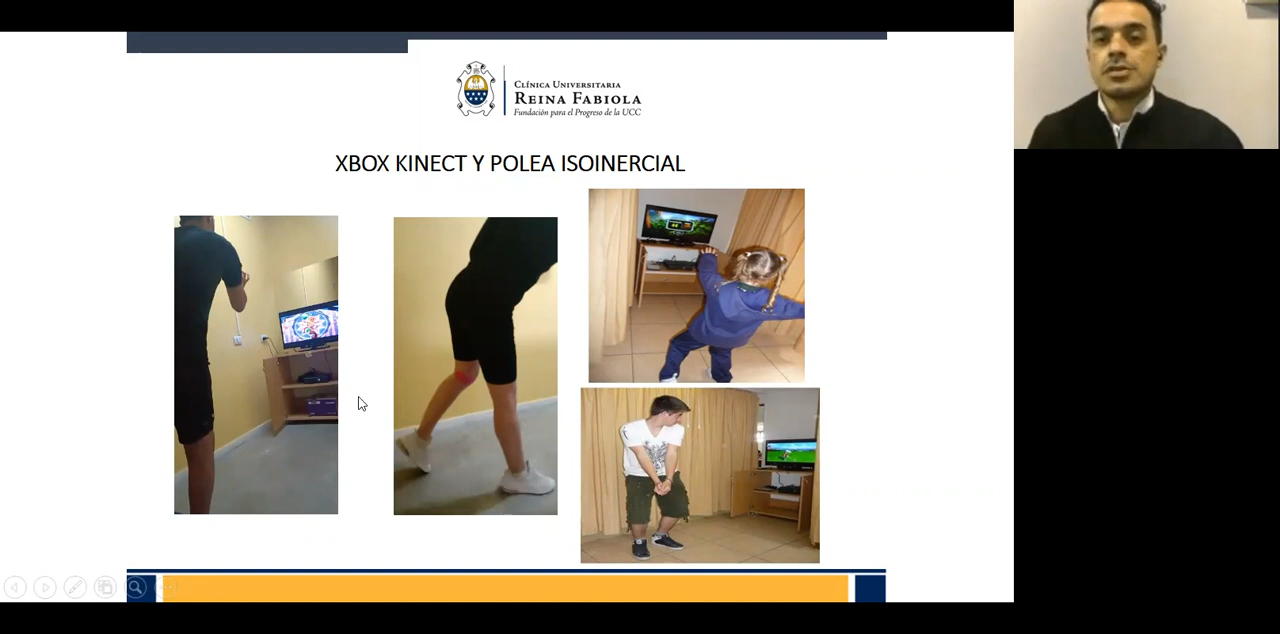 CLÍNICA UNIVERSITARIA
REINA FABIOLA
Fundación para el Progreso de la UCC
XBOX KINECT Y POLEA ISOINERCIAL